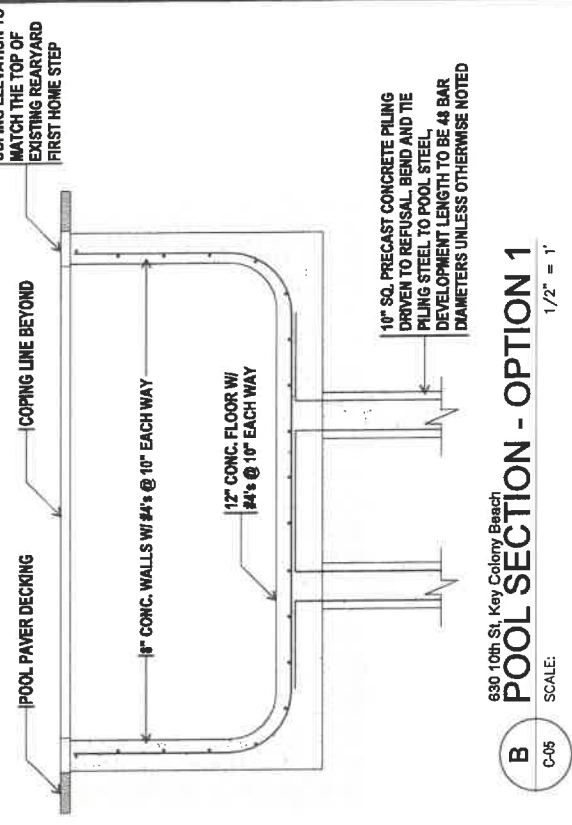 MATCH THE TOP OF
EXISTING REARYARD
FIRST HOME STEP
COPING LINE BEYOND
POOL PAVER DECKING
8" CONC. WALLS W/ #4's @ 10" EACH WAY
12" CONC. FLOOR W/
#4's @ 10" EACH WAY
10" SQ. PRECAST CONCRETE PILING
DRIVEN TO REFUSAL, BEND AND TIE
PILING STEEL TO POOL STEEL,
DEVELOPMENT LENGTH TO BE 48 BAR
DIAMETERS UNLESS OTHERWISE NOTED
630 10th St, Key Colony Beach
B
POOL SECTION - OPTION 1
C-05
SCALE:
1/2" = 1'